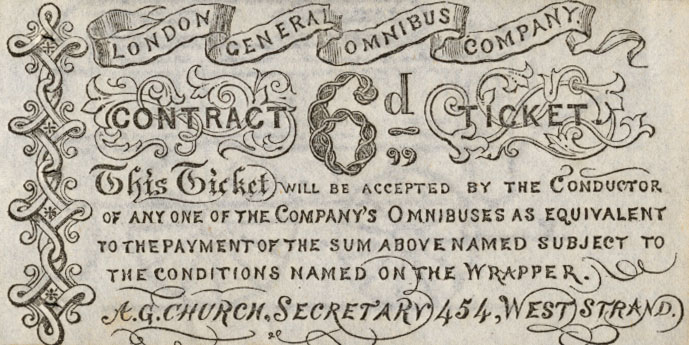 LONDON GENERAL OMNIBUS COMPANY
CONTRACT 6d TICKET
This Ticket WILL BE ACCEPTED BY THE CONDUCTOR
OF ANY ONE OF THE COMPANY'S OMNIBUSES AS EQUIVALENT
TO THE PAYMENT OF THE SUM ABOVE NAMED SUBJECT TO
THE CONDITIONS NAMED ON THE WRAPPER.
A.G. CHURCH, SECRETARY 454, WEST STRAND.